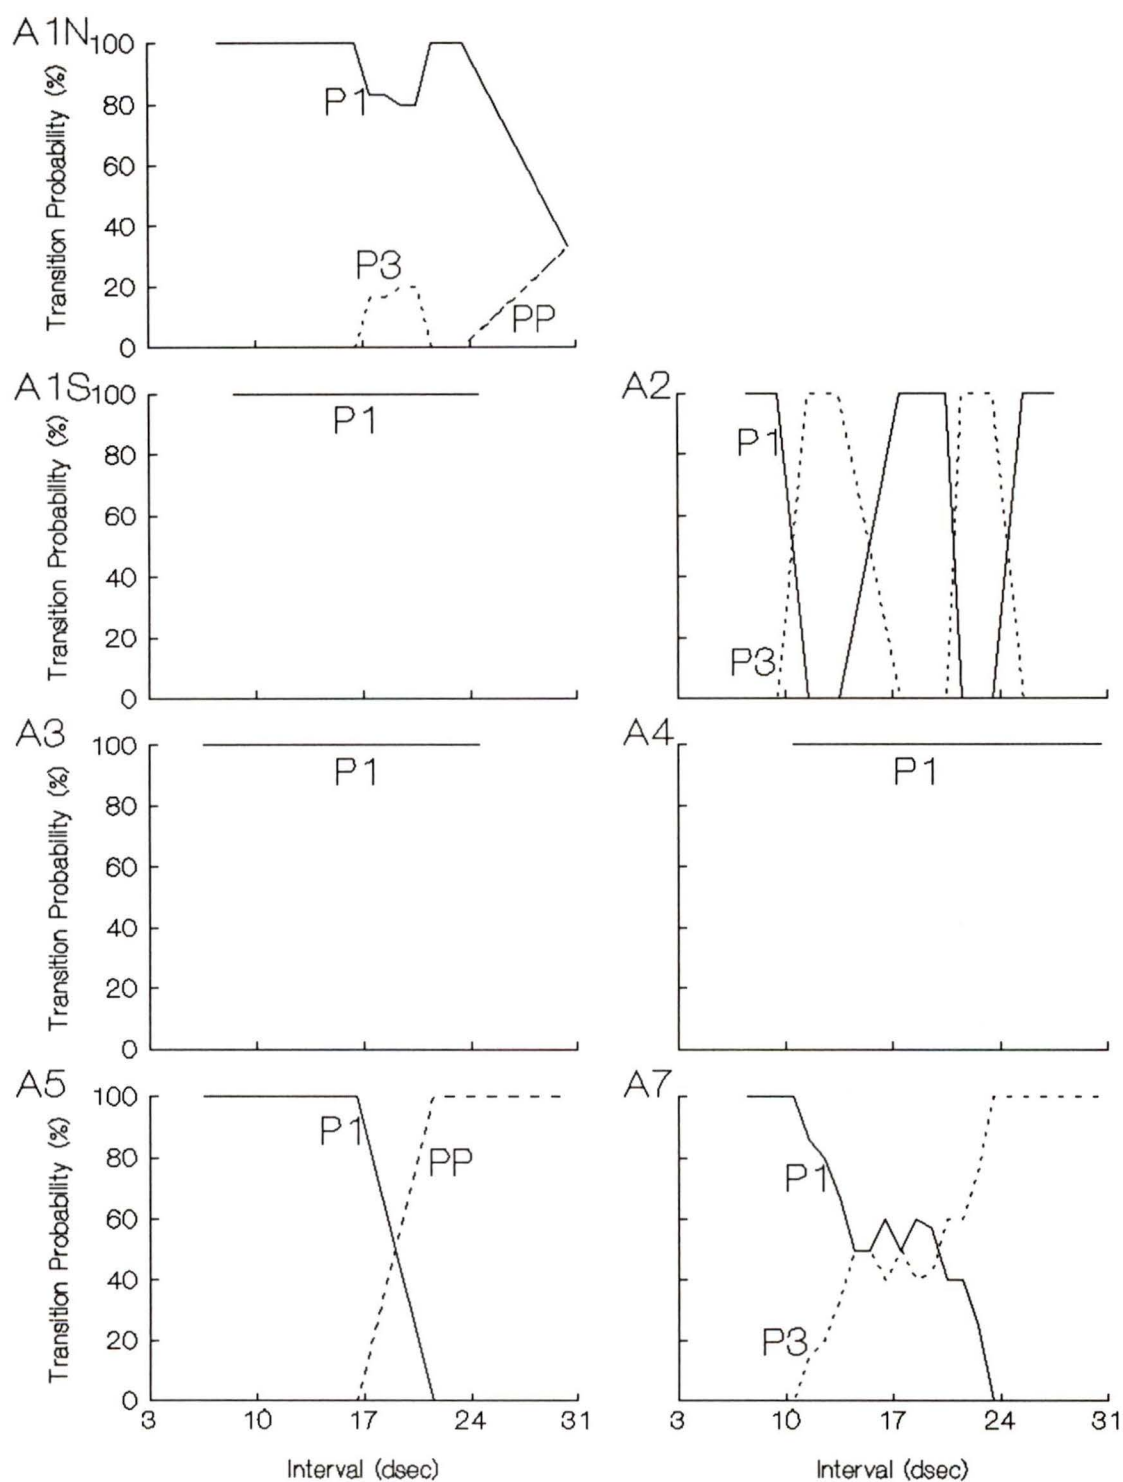 A1N
Transition Probability (%)
100
80
60
40
20
0
P1
P3
PP
A1S
Transition Probability (%)
100
80
60
40
20
0
P1
A2
P1
P3
A3
Transition Probability (%)
100
80
60
40
20
0
P1
A4
P1
A5
Transition Probability (%)
100
80
60
40
20
0
P1
PP
3 10 17 24 31
Interval (dsec)
A7
P1
P3
3 10 17 24 31
Interval (dsec)